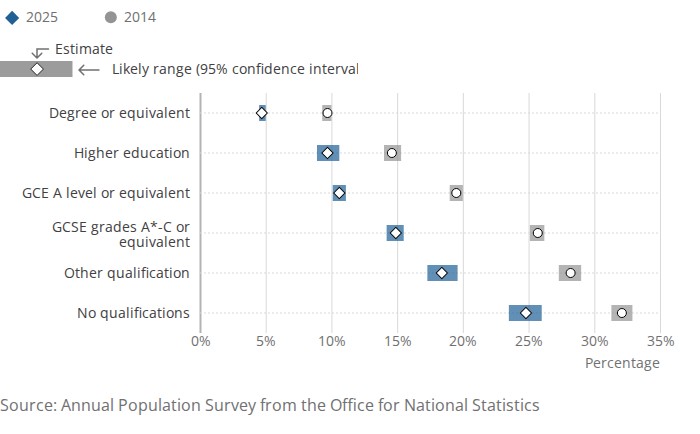 2025
2014
Estimate
Likely range (95% confidence interval
Degree or equivalent
Higher education
GCE A level or equivalent
GCSE grades A*-C or
equivalent
Other qualification
No qualifications
0% 5% 10% 15% 20% 25% 30% 35%
Percentage
Source: Annual Population Survey from the Office for National Statistics